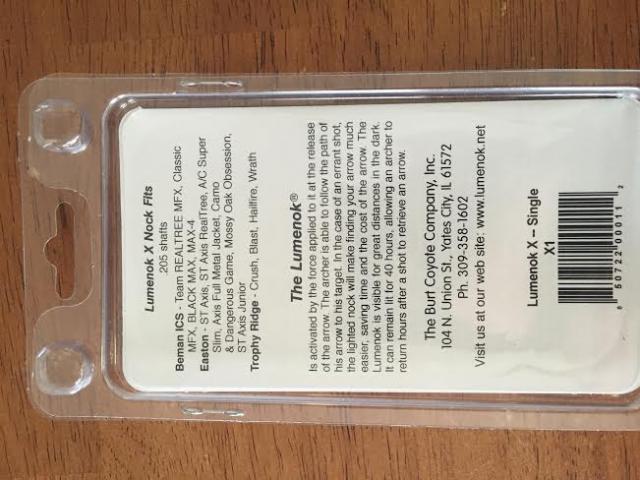 Lumenok X Nock Fits
.205 shafts
Beman ICS - Team REALTREE MFX, Classic
MFX, BLACK MAX, MAX-4
Easton - ST Axis, ST Axis RealTree, A/C Super
Slim, Axis Full Metal Jacket, Camo
& Dangerous Game, Mossy Oak Obsession,
ST Axis Junior
Trophy Ridge - Crush, Blast, Hallfire, Wrath
The Lumenok®
Is activated by the force applied to it at the release
of the arrow. The archer is able to follow the path of
his arrow to his target. In the case of an errant shot,
the lighted nock will make finding your arrow much
easier, saving time and the cost of the arrow. The
Lumenok is visible for great distances in the dark.
It can remain lit for 40 hours, allowing an archer to
return hours after a shot to retrieve an arrow.
The Burt Coyote Company, Inc.
104 N. Union St., Yates City, IL 61572
Ph. 309-358-1602
Visit us at our web site: www.lumenok.net
Lumenok X – Single
X1
8 50722 00011 2